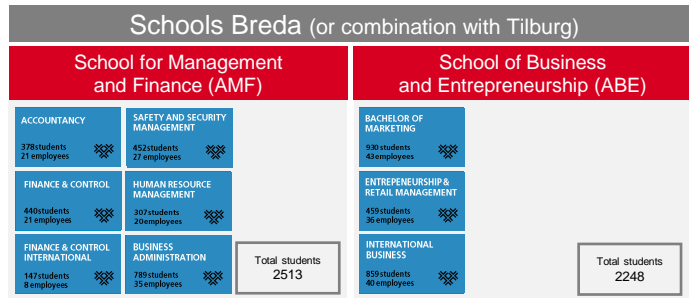 Schools Breda (or combination with Tilburg)
School for Management
and Finance (AMF)
ACCOUNTANCY
378students
21 employees
SAFETY AND SECURITY
MANAGEMENT
452students
27 employees
FINANCE & CONTROL
440students
21 employees
HUMAN RESOURCE
MANAGEMENT
307students
20employees
FINANCE & CONTROL
INTERNATIONAL
147students
8 employees
BUSINESS
ADMINISTRATION
789students
35employees
Total students
2513
School of Business
and Entrepreneurship (ABE)
BACHELOR OF
MARKETING
930 students
43employees
ENTREPENEURSHIP &
RETAIL MANAGEMENT
459students
36 employees
INTERNATIONAL
BUSINESS
859students
40 employees
Total students
2248